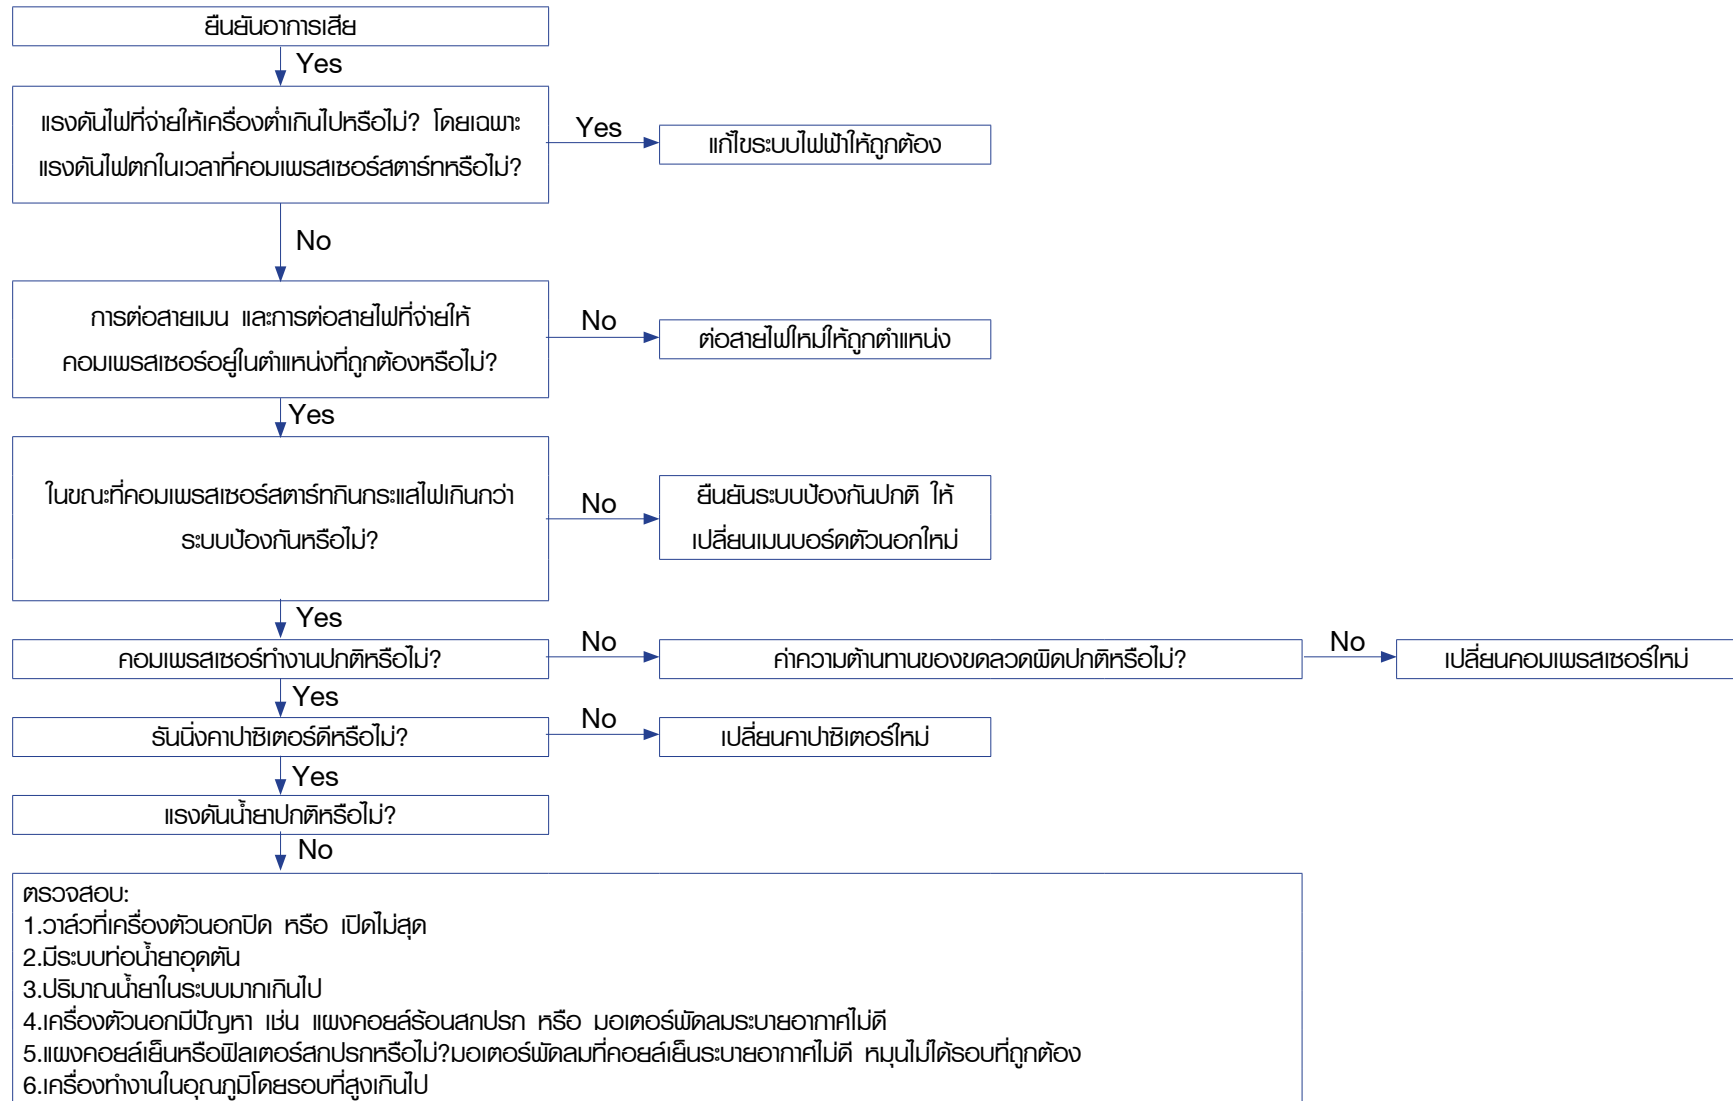 ยืนยันอาการเสีย
Yes
แรงดันไฟที่จ่ายให้เครื่องต่ำเกินไปหรือไม่? โดยเฉพาะ
แรงดันไฟตกในเวลาที่คอมเพรสเซอร์สตาร์ทหรือไม่?
Yes
แก้ไขระบบไฟฟ้าให้ถูกต้อง
No
การต่อสายเมน และการต่อสายไฟที่จ่ายให้
คอมเพรสเซอร์อยู่ในตำแหน่งที่ถูกต้องหรือไม่?
No
ต่อสายไฟใหม่ให้ถูกตำแหน่ง
Yes
ในขณะที่คอมเพรสเซอร์สตาร์ทกินกระแสไฟเกินกว่า
ระบบป้องกันหรือไม่?
No
ยืนยันระบบป้องกันปกติ ให้
เปลี่ยนเมนบอร์ดตัวนอกใหม่
Yes
คอมเพรสเซอร์ทำงานปกติหรือไม่?
No
ค่าความต้านทานของขดลวดผิดปกติหรือไม่?
No
เปลี่ยนคอมเพรสเซอร์ใหม่
Yes
รันนิ่งคาปาซิเตอร์ดีหรือไม่?
No
เปลี่ยนคาปาซิเตอร์ใหม่
Yes
แรงดันน้ำยาปกติหรือไม่?
No
ตรวจสอบ:
1.วาล์วที่เครื่องตัวนอกปิด หรือ เปิดไม่สุด
2.มีระบบท่อน้ำยาอุดตัน
3.ปริมาณน้ำยาในระบบมากเกินไป
4.เครื่องตัวนอกมีปัญหา เช่น แผงคอยล์ร้อนสกปรก หรือ มอเตอร์พัดลมระบายอากาศไม่ดี
5.แผงคอยล์เย็นหรือฟิลเตอร์สกปรกหรือไม่?มอเตอร์พัดลมที่คอยล์เย็นระบายอากาศไม่ดี หมุนไม่ได้รอบที่ถูกต้อง
6.เครื่องทำงานในอุณภูมิโดยรอบที่สูงเกินไป